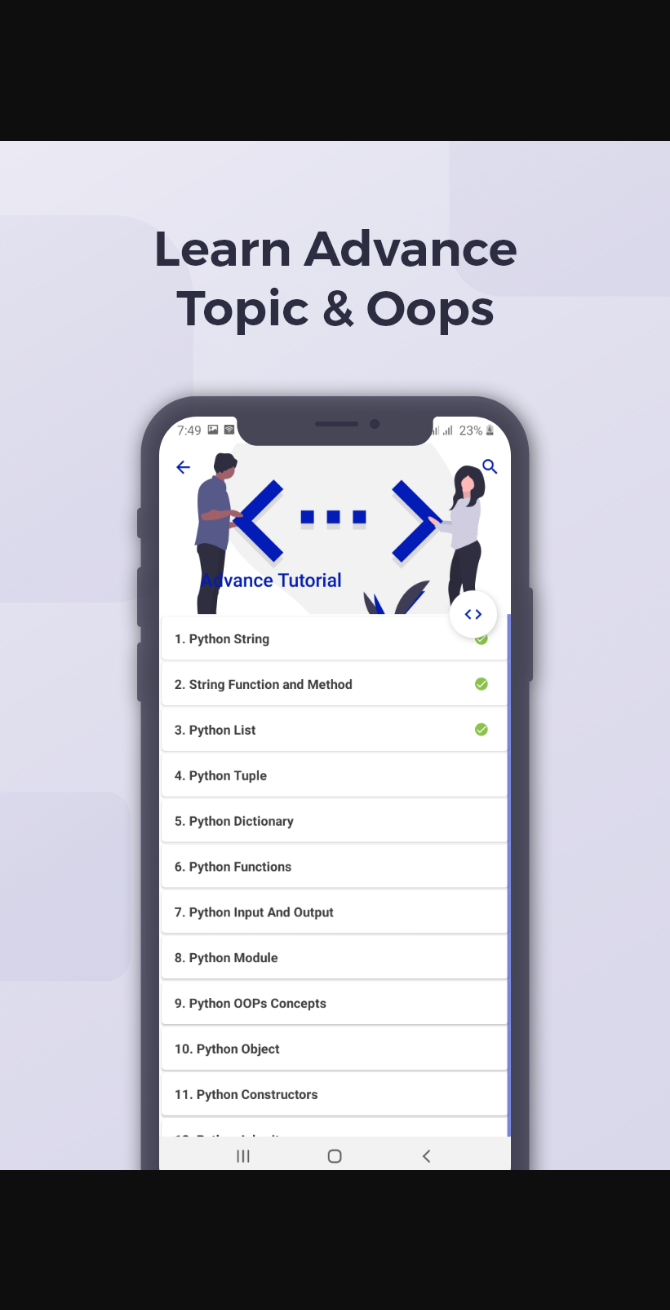 Learn Advance
Topic & Oops
7:49
23%
Advance Tutorial
1. Python String
2. String Function and Method
3. Python List
4. Python Tuple
5. Python Dictionary
6. Python Functions
7. Python Input And Output
8. Python Module
9. Python OOPs Concepts
10. Python Object
11. Python Constructors